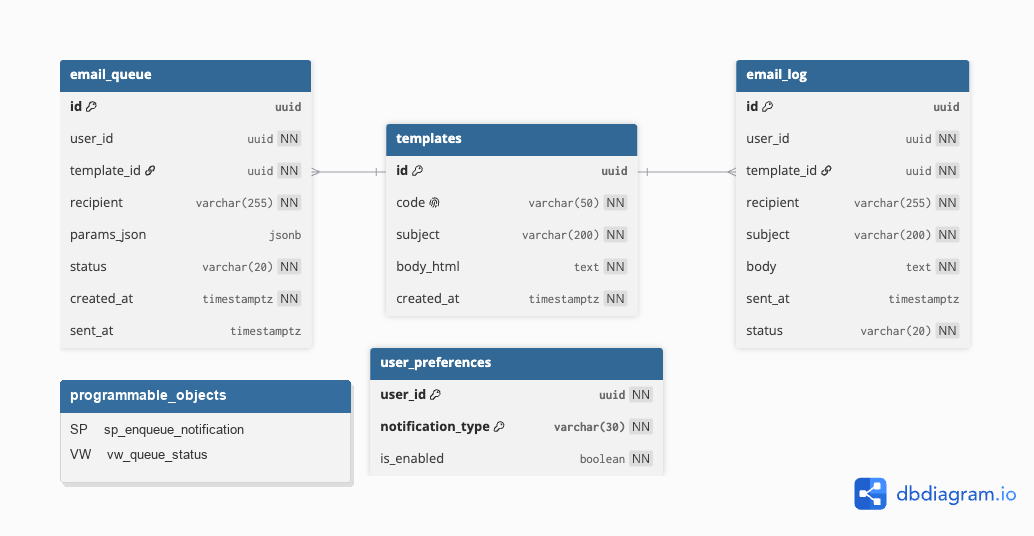 email_queue
id uuid
user_id uuid NN
template_id uuid NN
recipient varchar(255) NN
params_json jsonb
status varchar(20) NN
created_at timestamptz NN
sent_at timestamptz
templates
id uuid
code varchar(50) NN
subject varchar(200) NN
body_html text NN
created_at timestamptz NN
email_log
id uuid
user_id uuid NN
template_id uuid NN
recipient varchar(255) NN
subject varchar(200) NN
body text NN
sent_at timestamptz
status varchar(20) NN
programmable_objects
SP sp_enqueue_notification
VW vw_queue_status
user_preferences
user_id uuid NN
notification_type varchar(30) NN
is_enabled boolean NN
dbdiagram.io